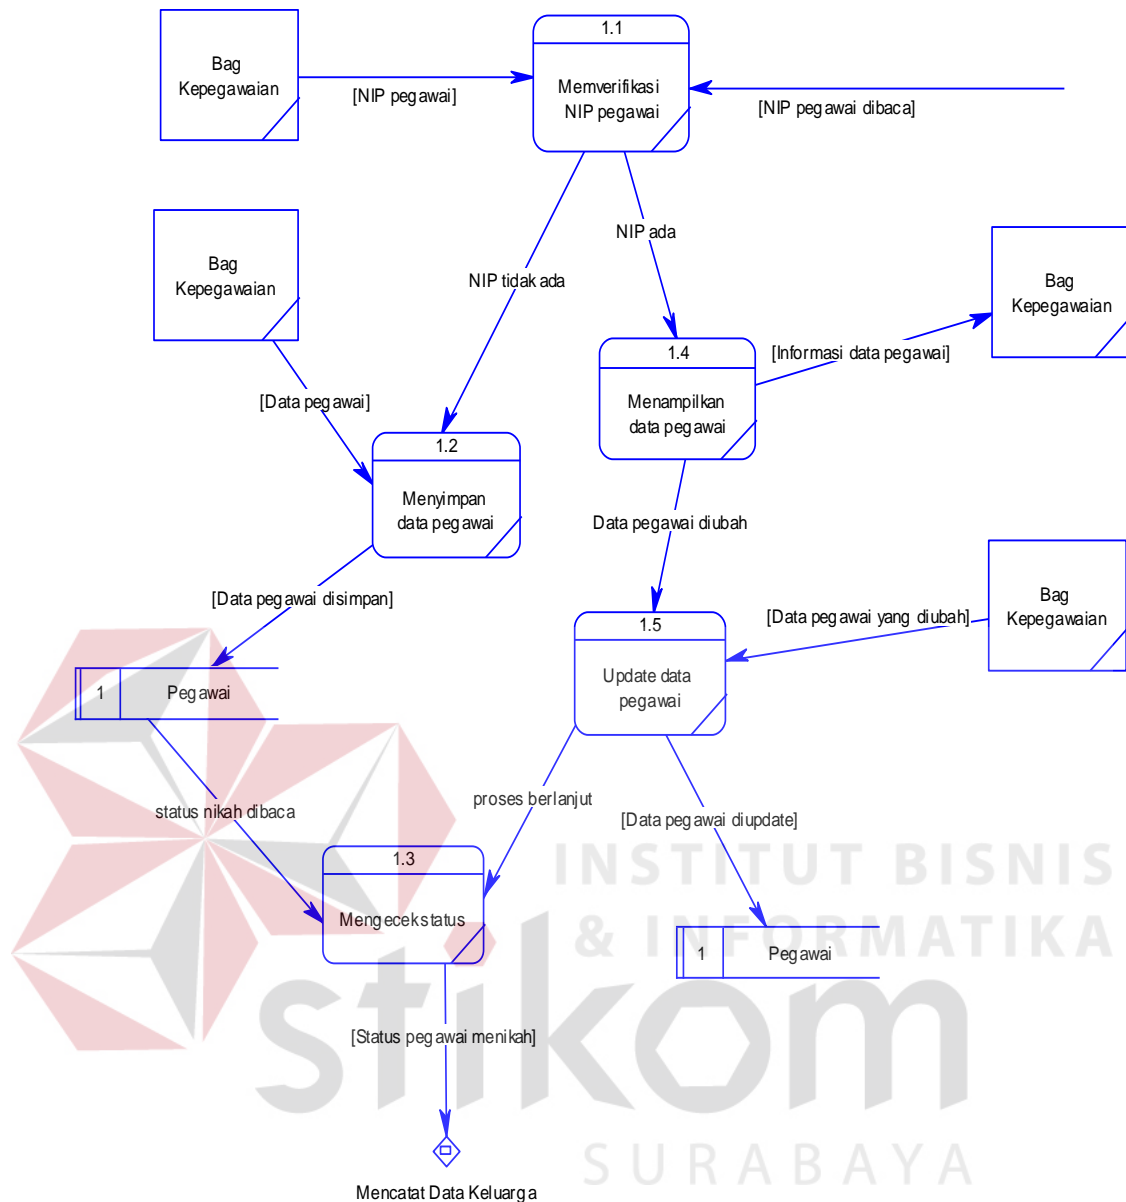 1.1
Bag
Kepegawaian
Memverifikasi
NIP pegawai
[NIP pegawai]
[NIP pegawai dibaca]
NIP ada
Bag
Kepegawaian
NIP tidak ada
Bag
Kepegawaian
1.4
[Informasi data pegawai]
Menampilkan
data pegawai
[Data pegawai]
1.2
Menyimpan
data pegawai
Data pegawai diubah
[Data pegawai disimpan]
1.5
[Data pegawai yang diubah]
Bag
Kepegawaian
1
Pegawai
Update data
pegawai
status nikah dibaca
proses berlanjut
[Data pegawai diupdate]
1.3
Mengecek status
INSTITUT BISNIS
& INFORMATIKA
1
Pegawai
stikom
[Status pegawai menikah]
SURABAYA
Mencatat Data Keluarga